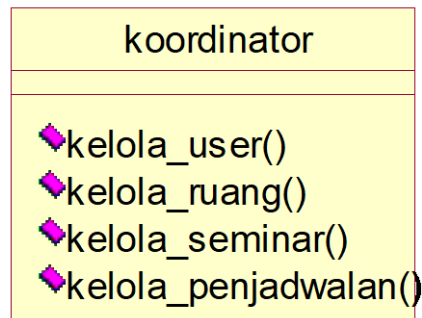 koordinator
kelola_user()
kelola_ruang()
kelola_seminar()
kelola_penjadwalan()